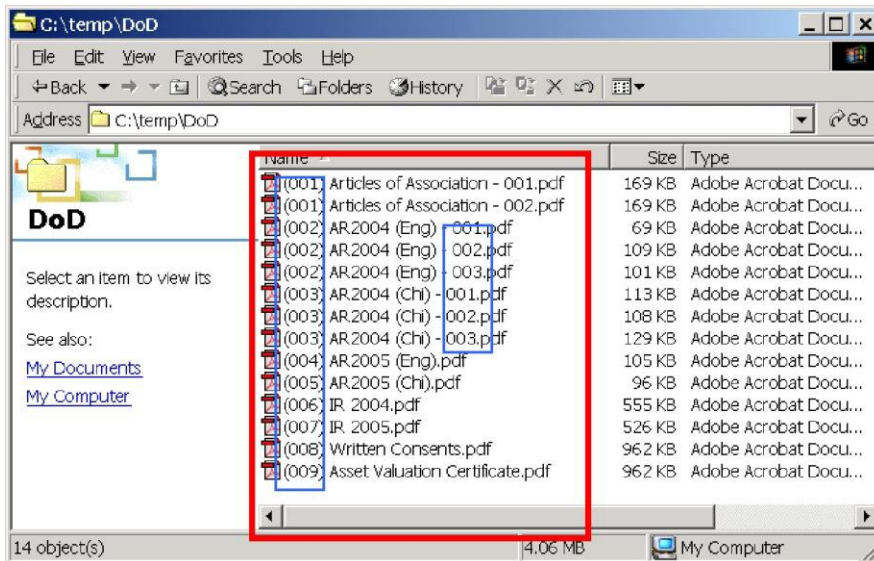 C:\temp\DoD
File Edit View Favorites Tools Help
Back Search Folders History
Address C:\temp\DoD Go
Name Size Type
DoD
Select an item to view its
description.
See also:
My Documents
My Computer
(001) Articles of Association - 001.pdf 169 KB Adobe Acrobat Docu...
(001) Articles of Association - 002.pdf 169 KB Adobe Acrobat Docu...
(002) AR2004 (Eng) - 001.pdf 69 KB Adobe Acrobat Docu...
(002) AR2004 (Eng) - 002.pdf 109 KB Adobe Acrobat Docu...
(002) AR2004 (Eng) - 003.pdf 101 KB Adobe Acrobat Docu...
(003) AR2004 (Chi) - 001.pdf 113 KB Adobe Acrobat Docu...
(003) AR2004 (Chi) - 002.pdf 108 KB Adobe Acrobat Docu...
(003) AR2004 (Chi) - 003.pdf 129 KB Adobe Acrobat Docu...
(004) AR2005 (Eng).pdf 105 KB Adobe Acrobat Docu...
(005) AR2005 (Chi).pdf 96 KB Adobe Acrobat Docu...
(006) IR 2004.pdf 555 KB Adobe Acrobat Docu...
(007) IR 2005.pdf 526 KB Adobe Acrobat Docu...
(008) Written Consents.pdf 962 KB Adobe Acrobat Docu...
(009) Asset Valuation Certificate.pdf 962 KB Adobe Acrobat Docu...
14 object(s) 4.06 MB My Computer